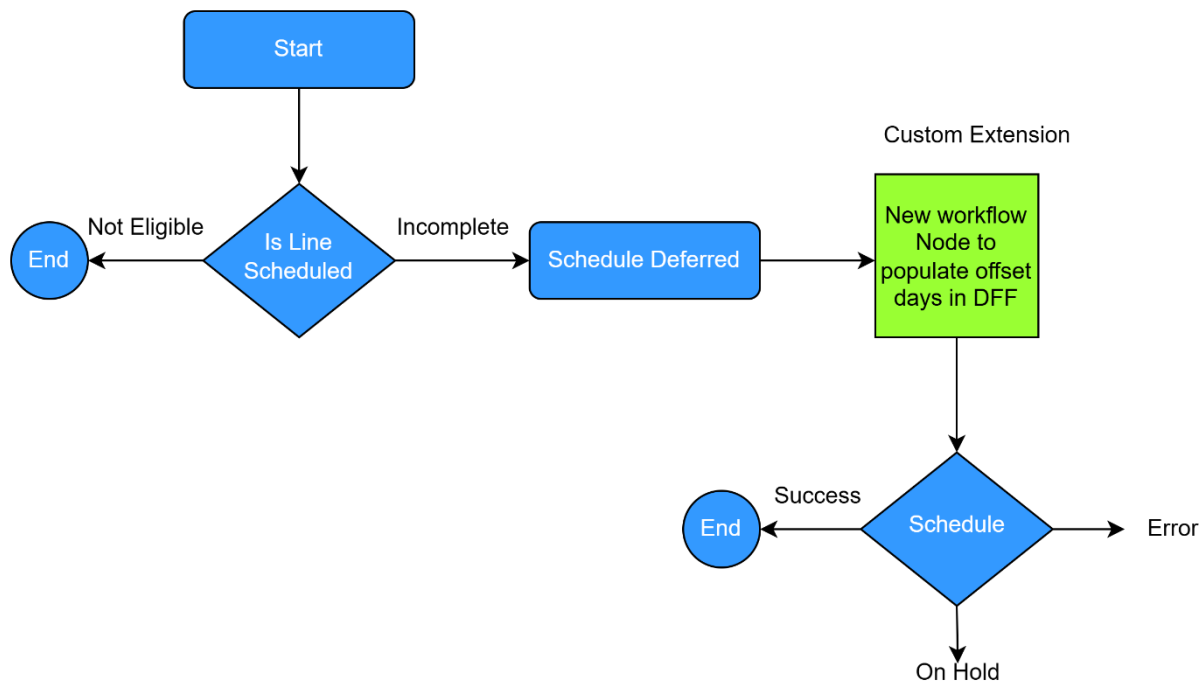 Start
Custom Extension
Not Eligible
Incomplete
End
Is Line
Scheduled
Schedule Deferred
New workflow
Node to
populate offset
days in DFF
Success
End
Schedule
Error
On Hold